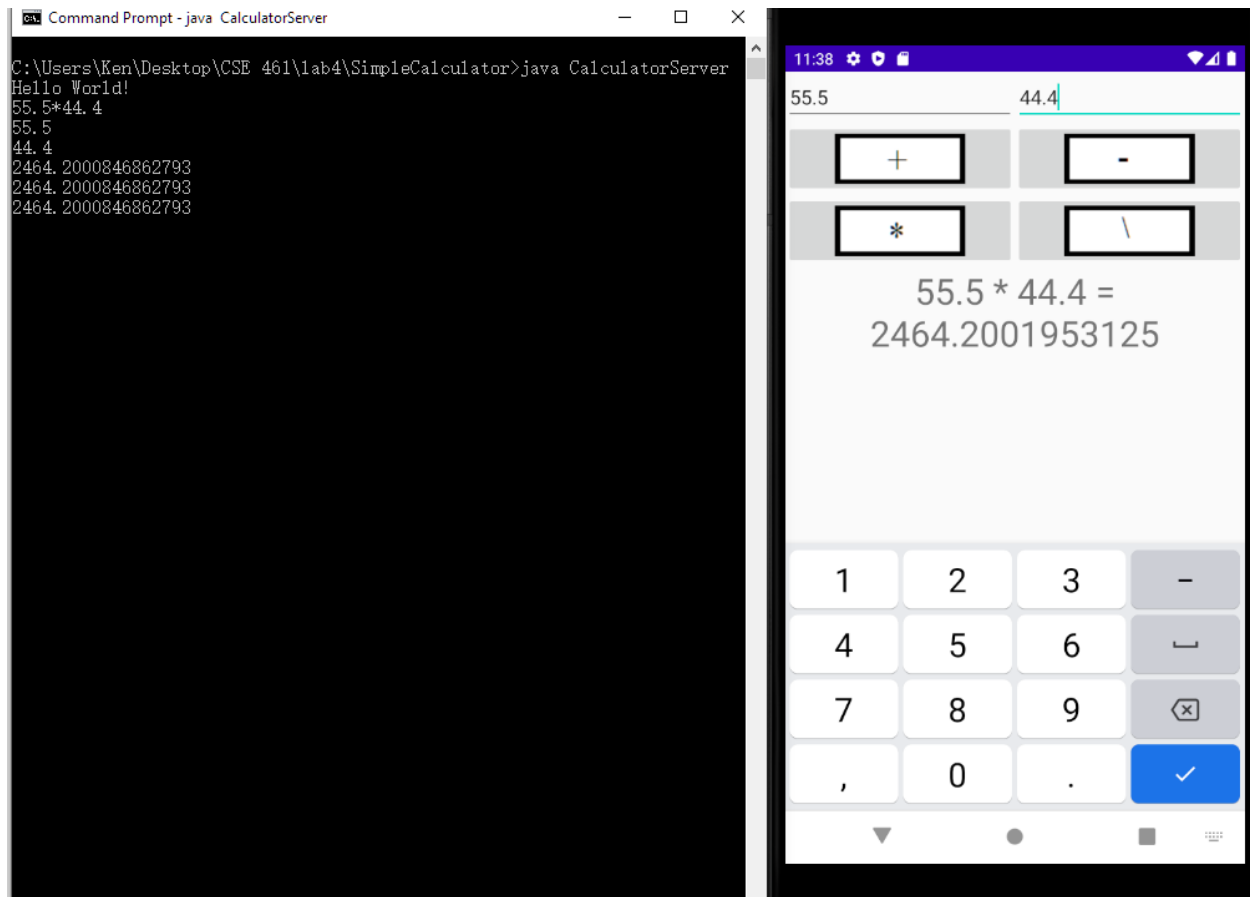 Command Prompt - java CalculatorServer
C:\Users\Ken\Desktop\CSE 461\lab4\SimpleCalculator>java CalculatorServer
Hello World!
55.5*44.4
55.5
44.4
2464.2000846862793
2464.2000846862793
2464.2000846862793
11:38
55.5 44.4
+ -
* \
55.5 * 44.4 =
2464.2001953125
1 2 3 -
4 5 6
7 8 9
, 0 .